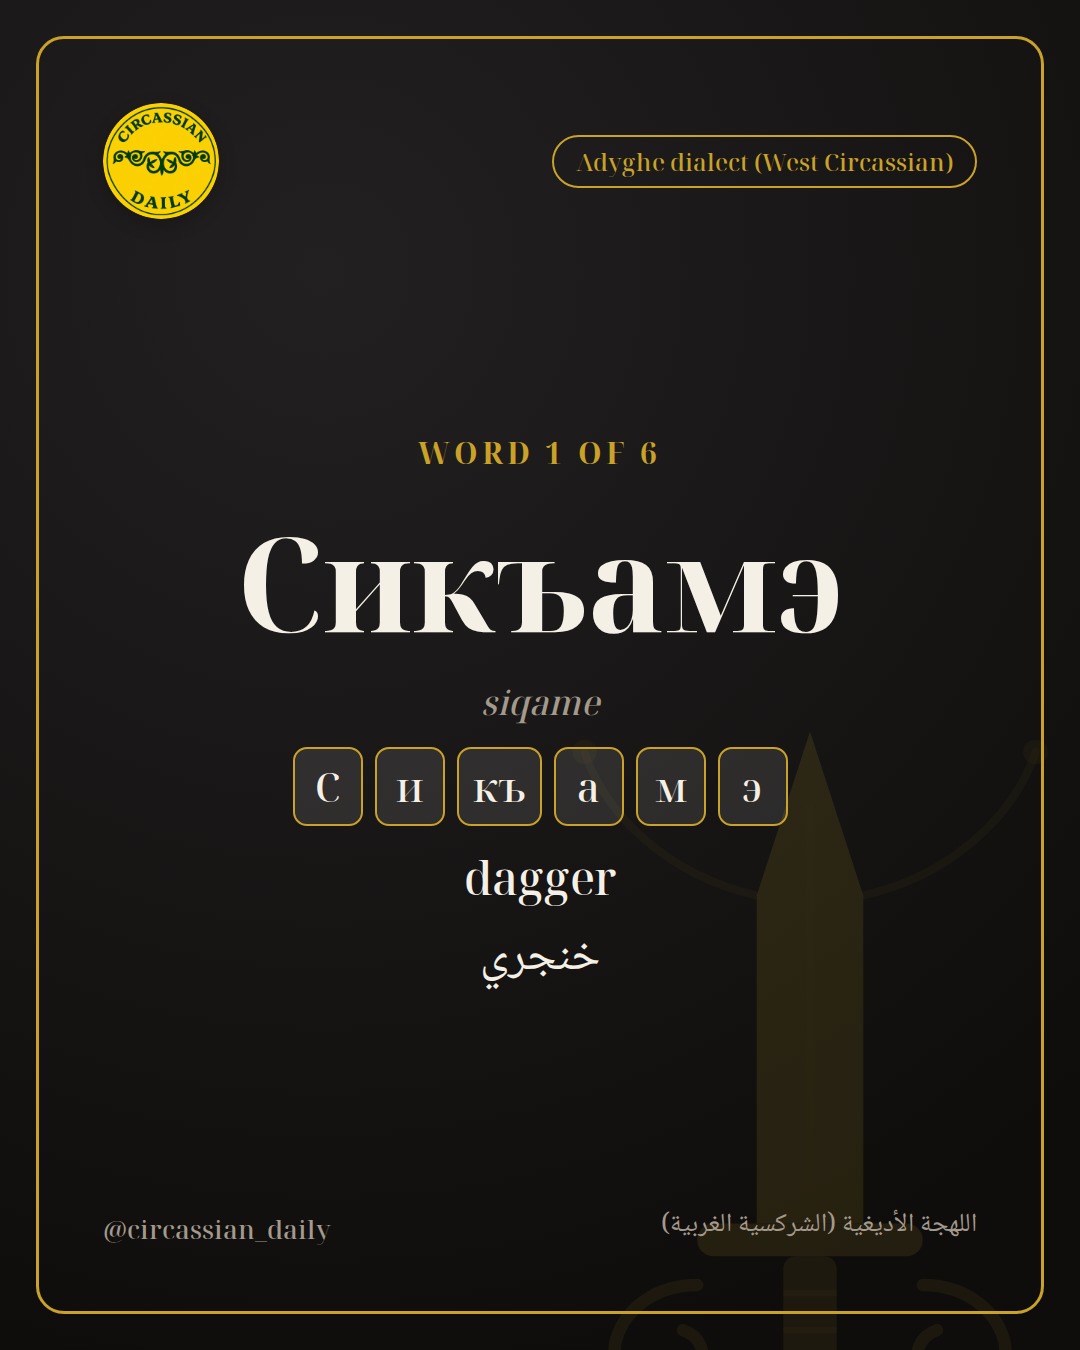 CIRCASSIAN
DAILY
Adyghe dialect (West Circassian)
WORD 1 OF 6
Сикъамэ
siqame
С и къ а м э
dagger
خنجري
@circassian_daily
اللهجة الأديغية (الشركسية الغربية)